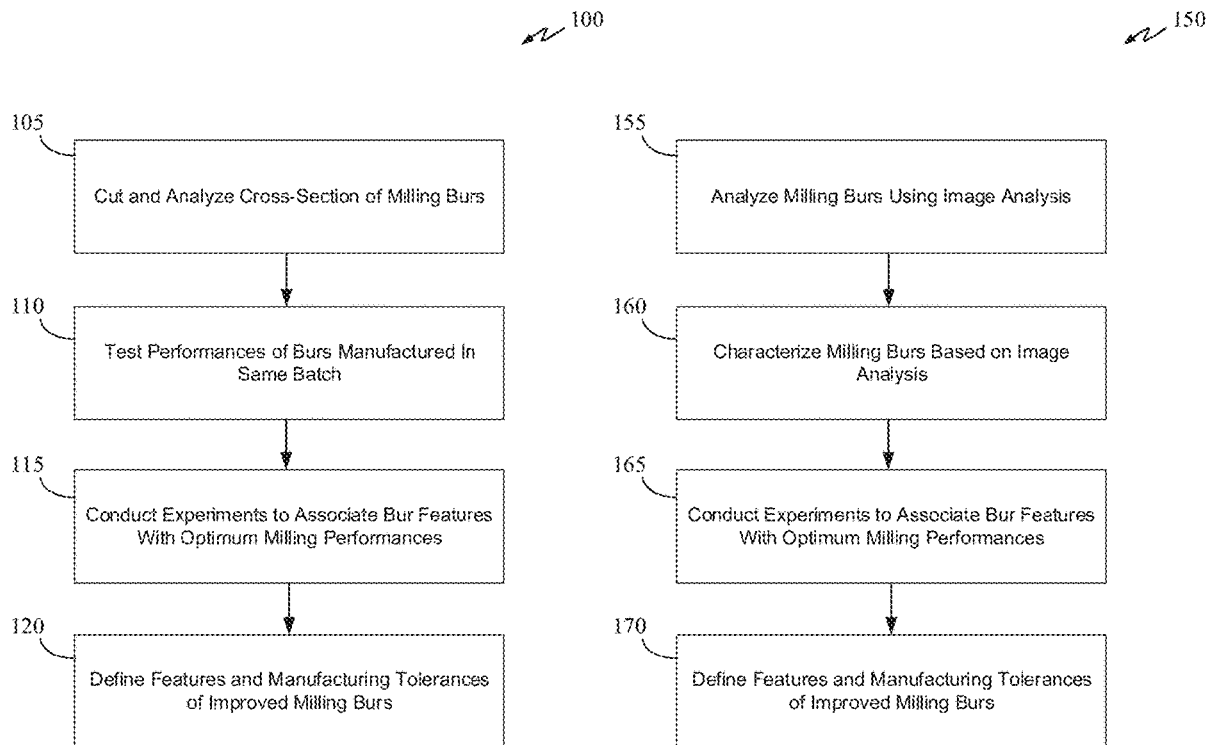 100
105
Cut and Analyze Cross-Section of Milling Burs
110
Test Performances of Burs Manufactured In
Same Batch
115
Conduct Experiments to Associate Bur Features
With Optimum Milling Performances
120
Define Features and Manufacturing Tolerances
of Improved Milling Burs
150
155
Analyze Milling Burs Using Image Analysis
160
Characterize Milling Burs Based on Image
Analysis
165
Conduct Experiments to Associate Bur Features
With Optimum Milling Performances
170
Define Features and Manufacturing Tolerances
of Improved Milling Burs